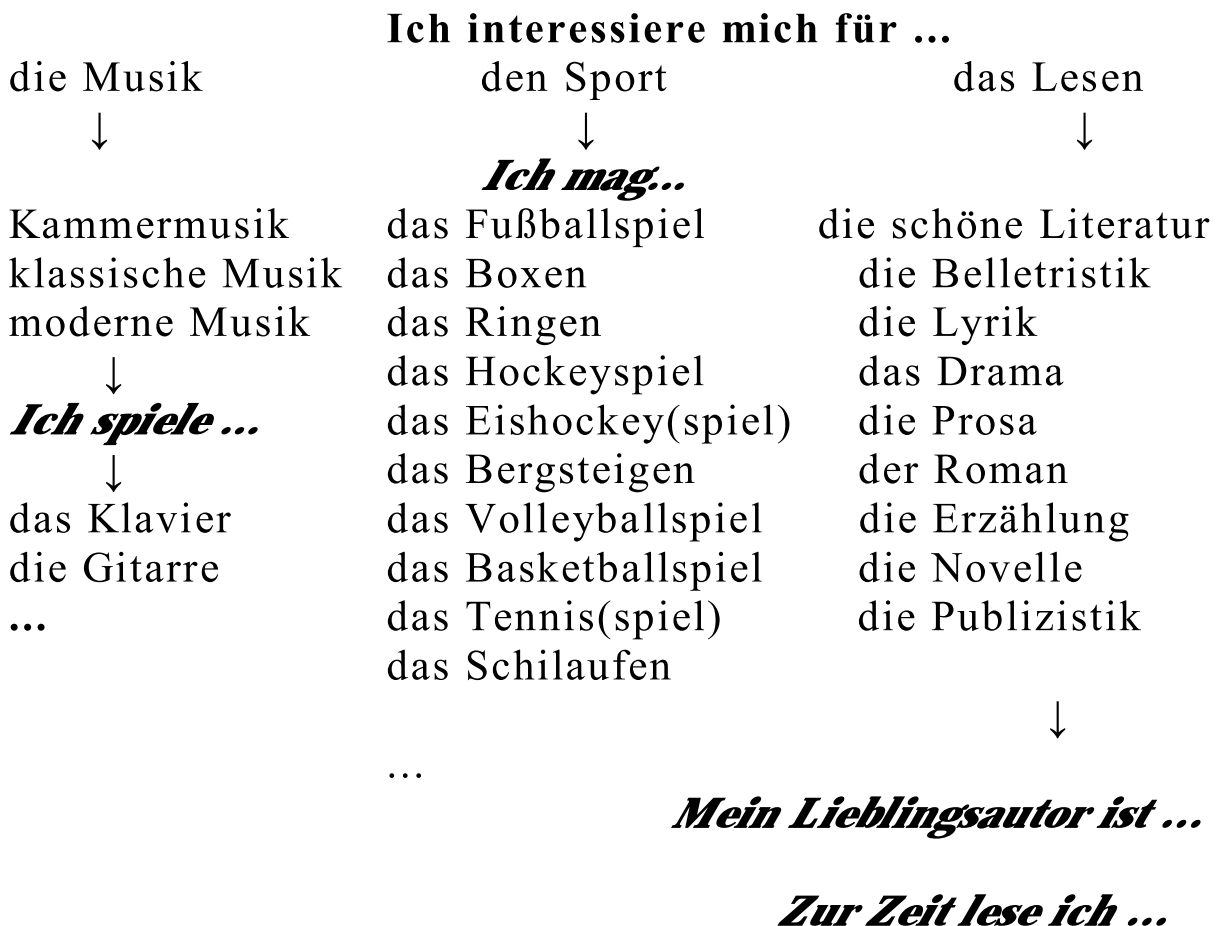 Ich interessiere mich für ...
die Musik den Sport das Lesen
↓ ↓ ↓
Ich mag...
Kammermusik das Fußballspiel die schöne Literatur
klassische Musik das Boxen die Belletristik
moderne Musik das Ringen die Lyrik
↓ das Hockeyspiel das Drama
Ich spiele ... das Eishockey(spiel) die Prosa
↓ das Bergsteigen der Roman
das Klavier das Volleyballspiel die Erzählung
die Gitarre das Basketballspiel die Novelle
... das Tennis(spiel) die Publizistik
das Schilaufen
↓
...
Mein Lieblingsautor ist ...
Zur Zeit lese ich ...